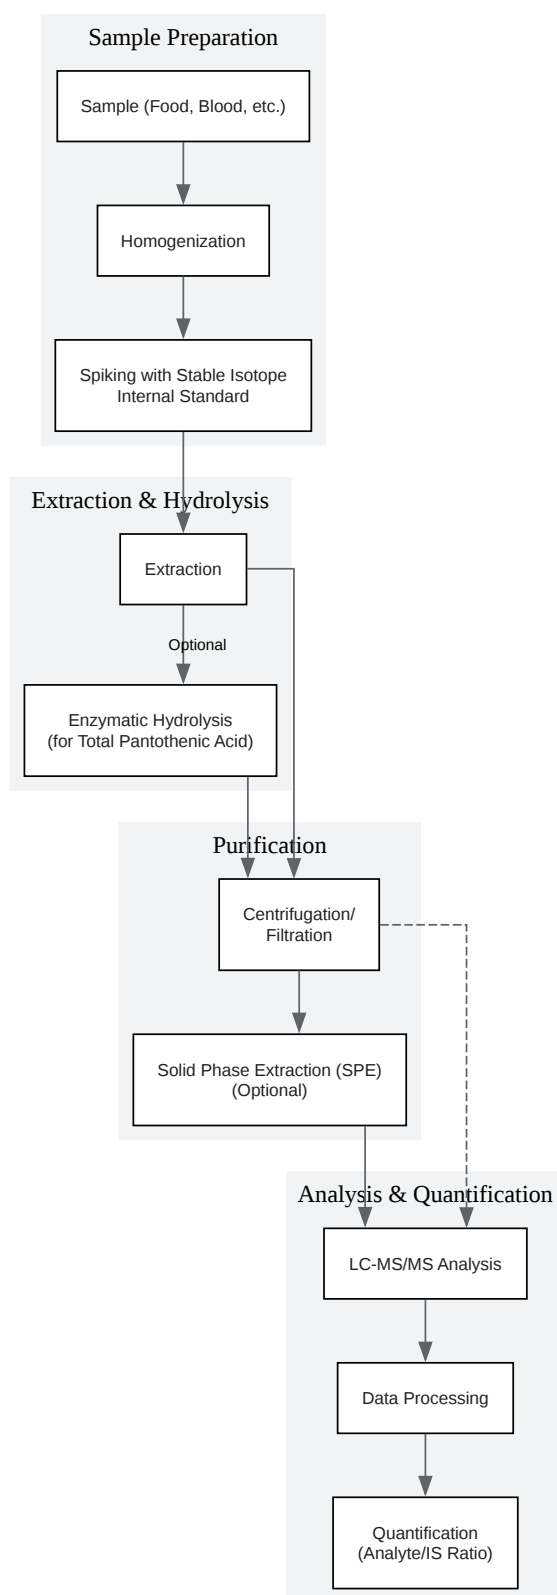 Sample Preparation
Sample (Food, Blood, etc.)
Homogenization
Spiking with Stable Isotope
Internal Standard
Extraction & Hydrolysis
Extraction
Optional
Enzymatic Hydrolysis
(for Total Pantothenic Acid)
Purification
Centrifugation/
Filtration
Solid Phase Extraction (SPE)
(Optional)
Analysis & Quantification
LC-MS/MS Analysis
Data Processing
Quantification
(Analyte/IS Ratio)